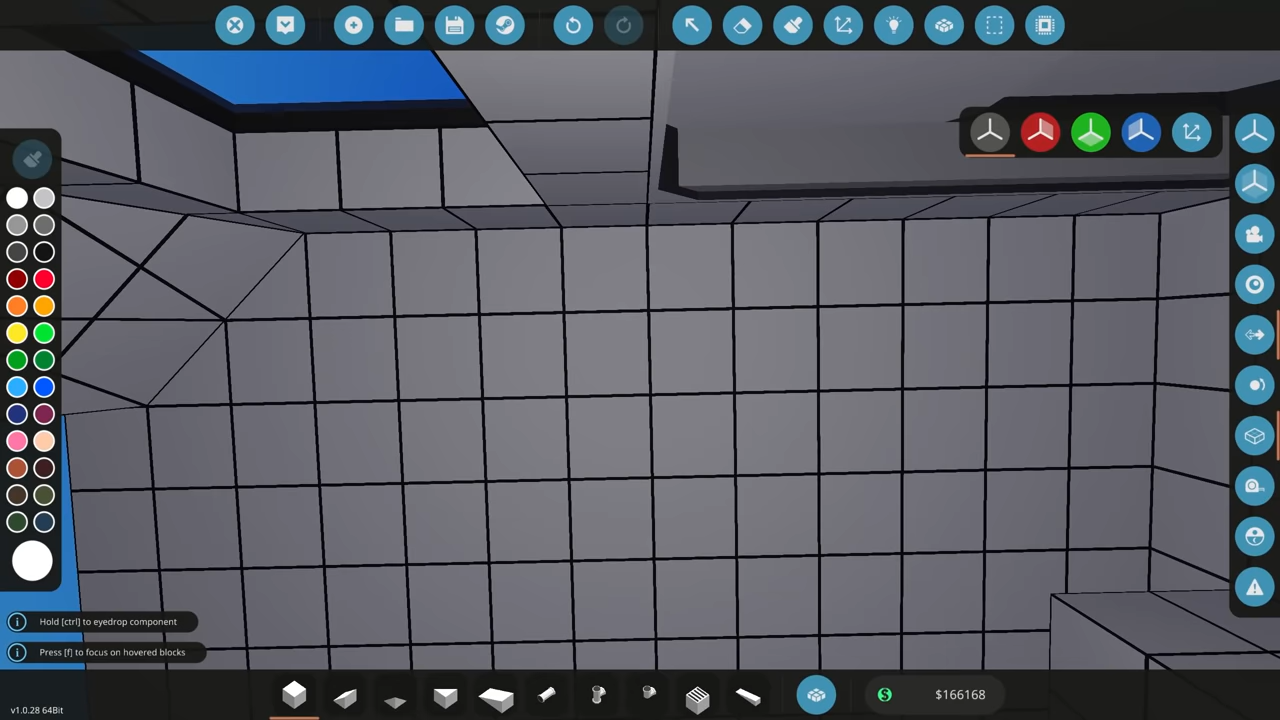 Hold [ctrl] to eyedrop component
Press [f] to focus on hovered blocks
$166168
v1.0.28 64Bit